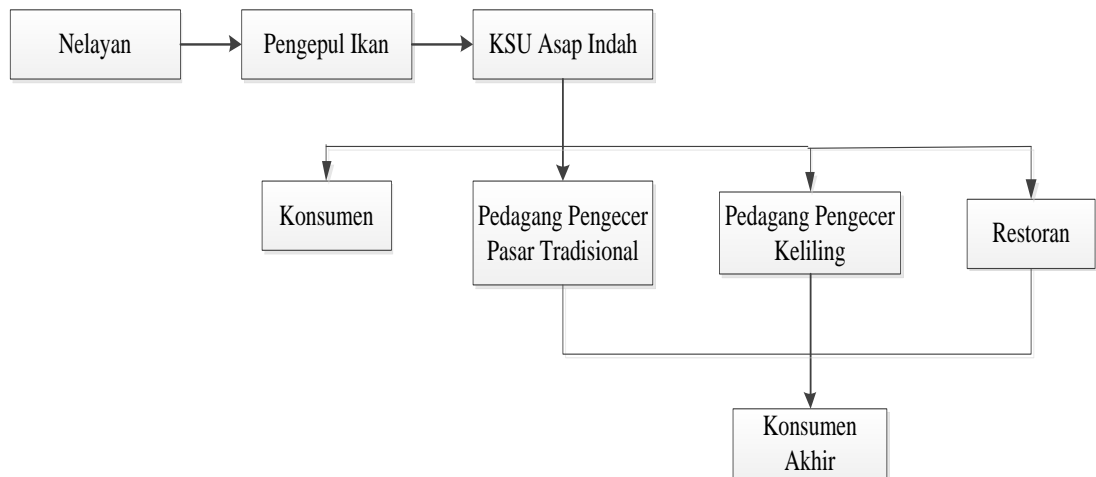 Nelayan
Pengepul Ikan
KSU Asap Indah
Konsumen
Pedagang Pengecer
Pasar Tradisional
Pedagang Pengecer
Keliling
Restoran
Konsumen
Akhir